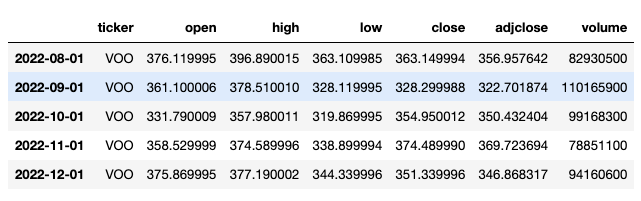 ticker open high low close adjclose volume
2022-08-01 VOO 376.119995 396.890015 363.109985 363.149994 356.957642 82930500
2022-09-01 VOO 361.100006 378.510010 328.119995 328.299988 322.701874 110165900
2022-10-01 VOO 331.790009 357.980011 319.869995 354.950012 350.432404 99168300
2022-11-01 VOO 358.529999 374.589996 338.899994 374.489990 369.723694 78851100
2022-12-01 VOO 375.869995 377.190002 344.339996 351.339996 346.868317 94160600